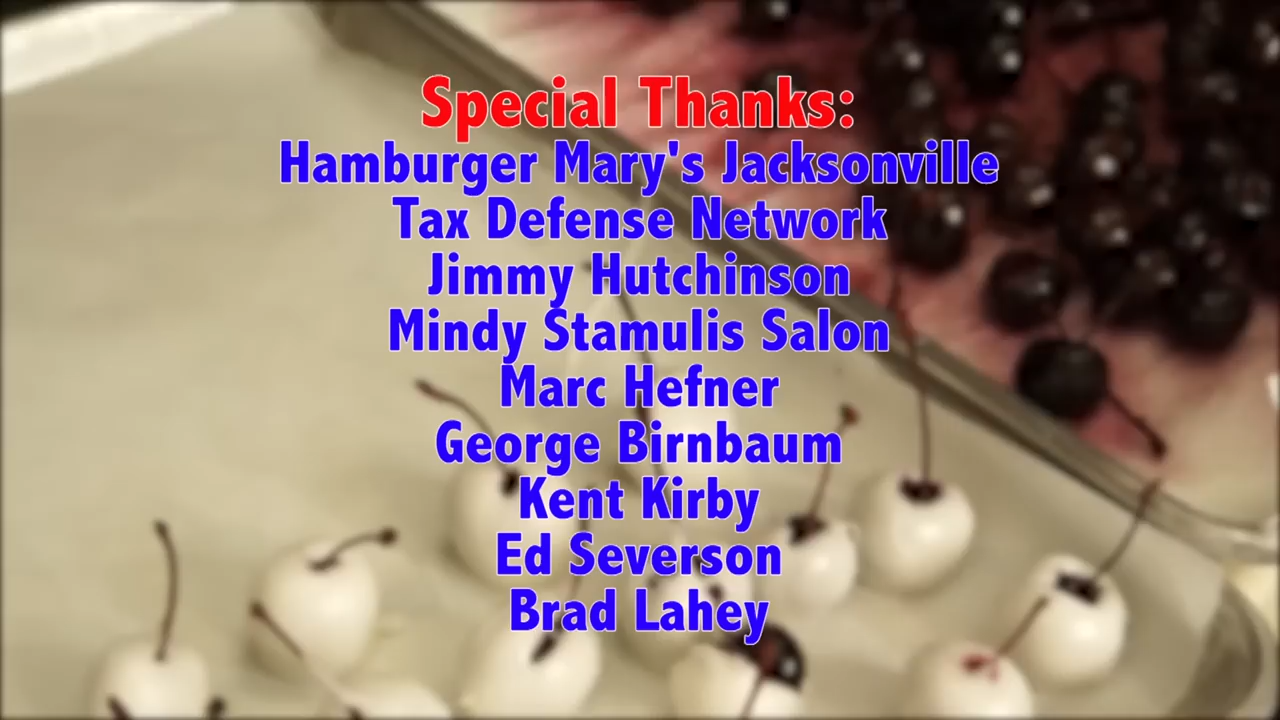 Special Thanks:
Hamburger Mary's Jacksonville
Tax Defense Network
Jimmy Hutchinson
Mindy Stamulis Salon
Marc Hefner
George Birnbaum
Kent Kirby
Ed Severson
Brad Lahey